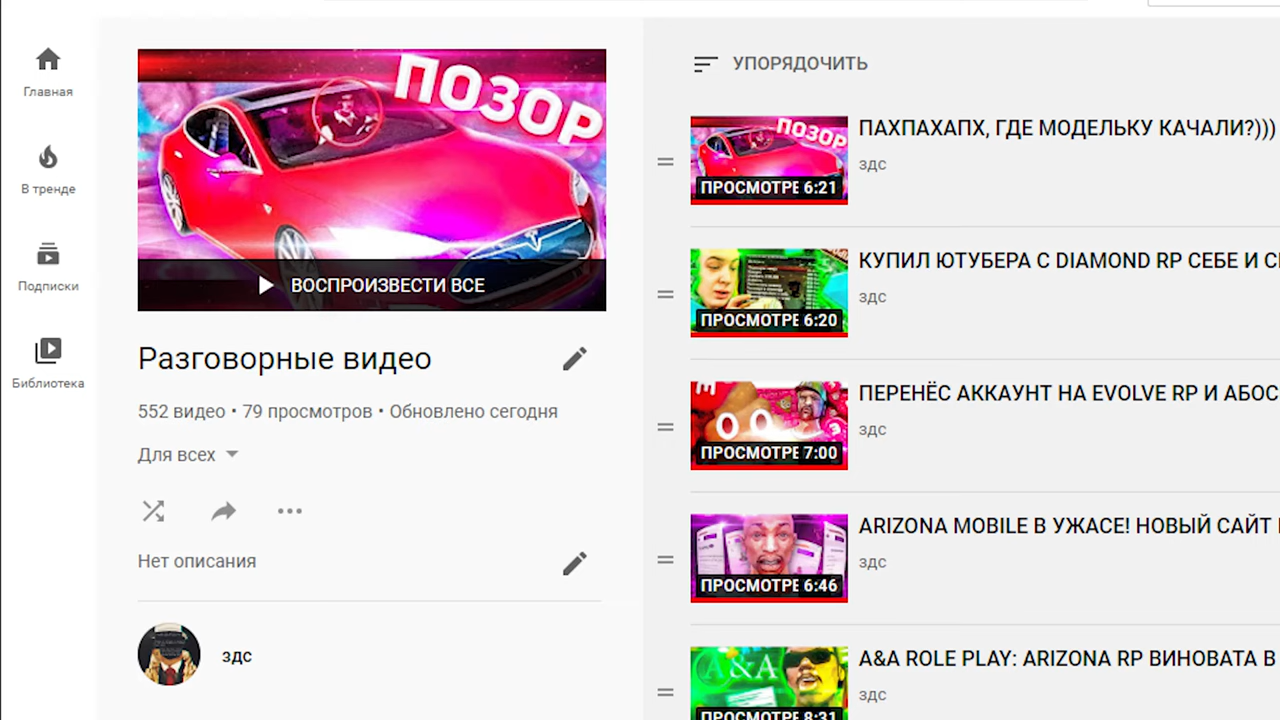 Главная
В тренде
Подписки
Библиотека
ПОЗОР
ВОСПРОИЗВЕСТИ ВСЕ
Разговорные видео
552 видео • 79 просмотров • Обновлено сегодня
Для всех
Нет описания
здс
УПОРЯДОЧИТЬ
ПОЗОР
ПРОСМОТРЕ 6:21
ПАХПАХАПХ, ГДЕ МОДЕЛЬКУ КАЧАЛИ?)))
здс
ПРОСМОТРЕ 6:20
КУПИЛ ЮТУБЕРА С DIAMOND RP СЕБЕ И
здс
ПРОСМОТРЕ 7:00
ПЕРЕНЁС АККАУНТ НА EVOLVE RP И АБОС
здс
ПРОСМОТРЕ 6:46
ARIZONA MOBILE В УЖАСЕ! НОВЫЙ САЙТ
здс
A&A
ПРОСМОТРЕ 8:31
A&A ROLE PLAY: ARIZONA RP ВИНОВАТА В
здс